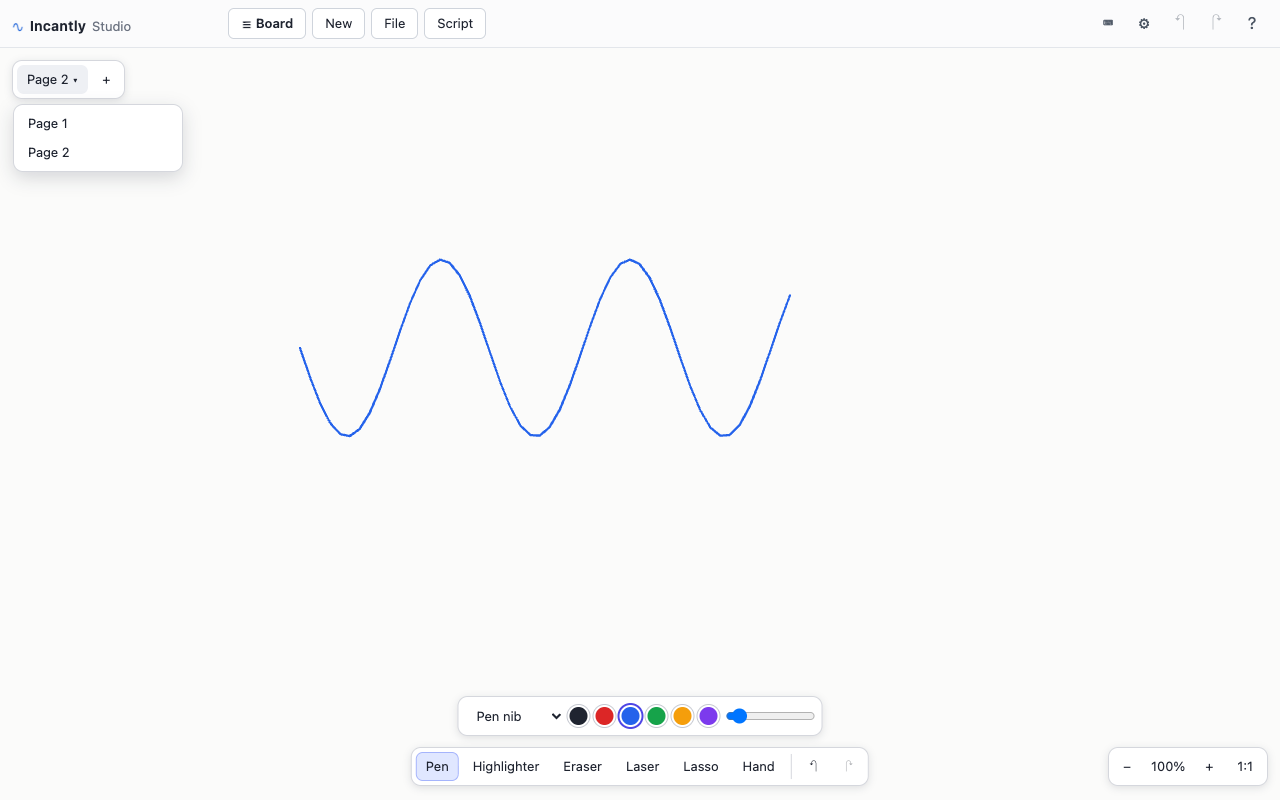 Incantly Studio
≡ Board New File Script ?
Page 2 ▾ +
Page 1
Page 2
Pen nib
Pen Highlighter Eraser Laser Lasso Hand
− 100% + 1:1